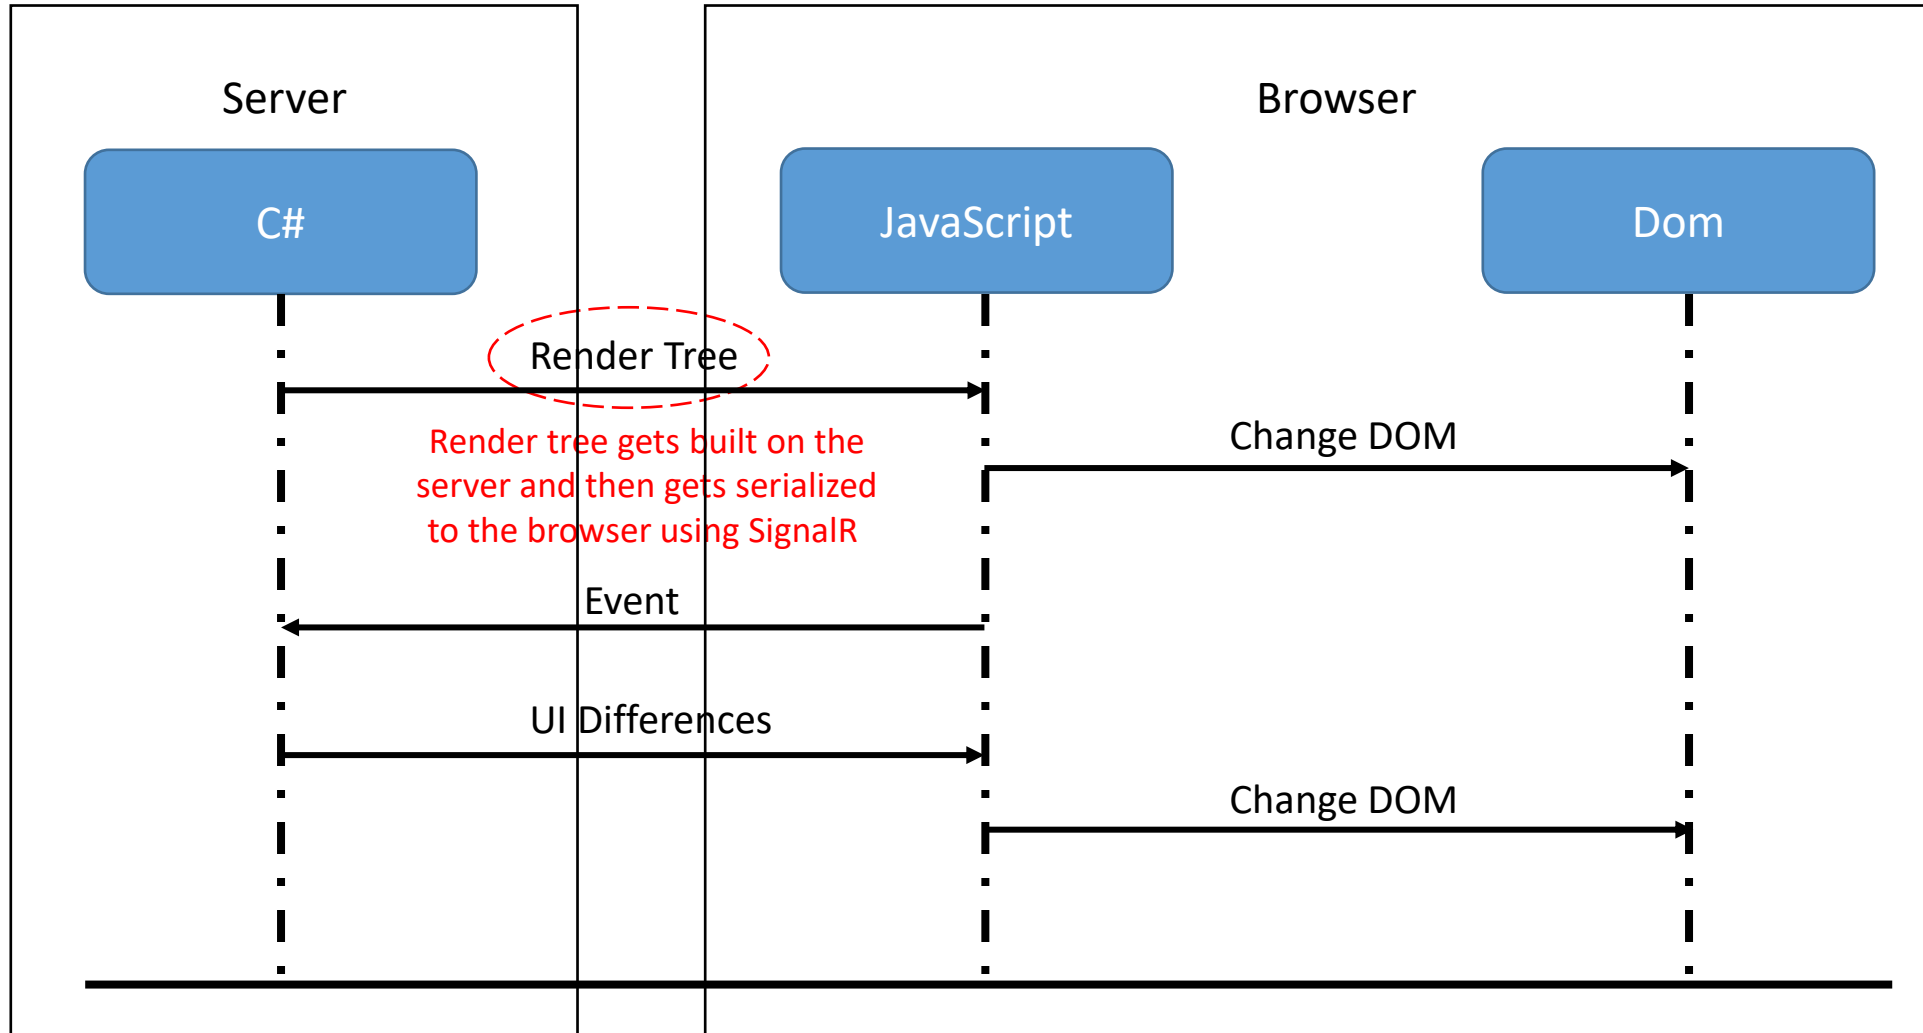 Server
Browser
C#
JavaScript
Dom
Render Tree
Render tree gets built on the
server and then gets serialized
to the browser using SignalR
Change DOM
Event
UI Differences
Change DOM